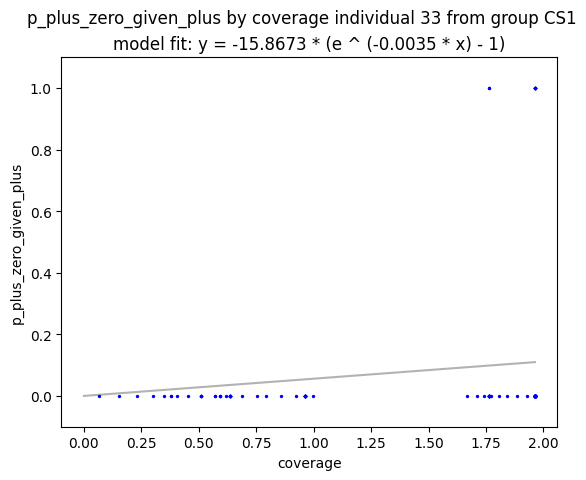 p_plus_zero_given_plus by coverage individual 33 from group CS1
model fit: y = -15.8673 * (e ^ (-0.0035 * x) - 1)
1.0
0.8
0.6
0.4
0.2
0.0
p_plus_zero_given_plus
0.00 0.25 0.50 0.75 1.00 1.25 1.50 1.75 2.00
coverage